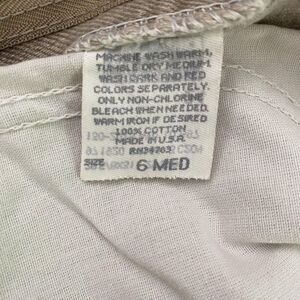 MACHINE WASH WARM,
TUMBLE DRY MEDIUM.
WASH DARK AND RED
COLORS SEPARATELY.
ONLY NON-CHLORINE
BLEACH WHEN NEEDED
WARM IRON IF DESIRED
100% COTTON
MADE IN U.S.A.
SIZE 6 MED